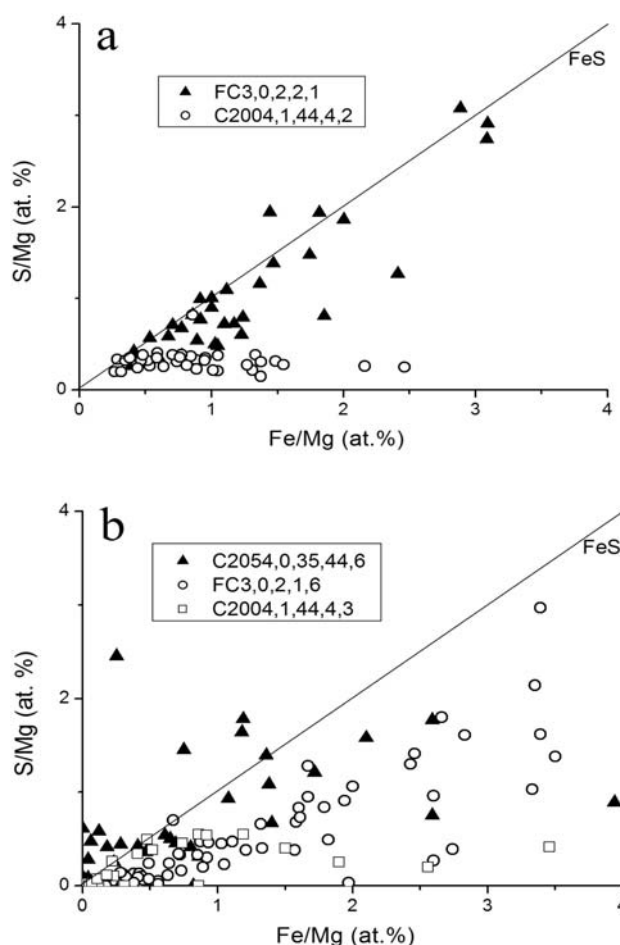 a
FeS
FC3,0,2,2,1
C2004,1,44,4,2
S/Mg (at. %)
4
2
0
0 1 2 3 4
Fe/Mg (at.%)
b
FeS
C2054,0,35,44,6
FC3,0,2,1,6
C2004,1,44,4,3
S/Mg (at. %)
4
2
0
0 1 2 3 4
Fe/Mg (at.%)